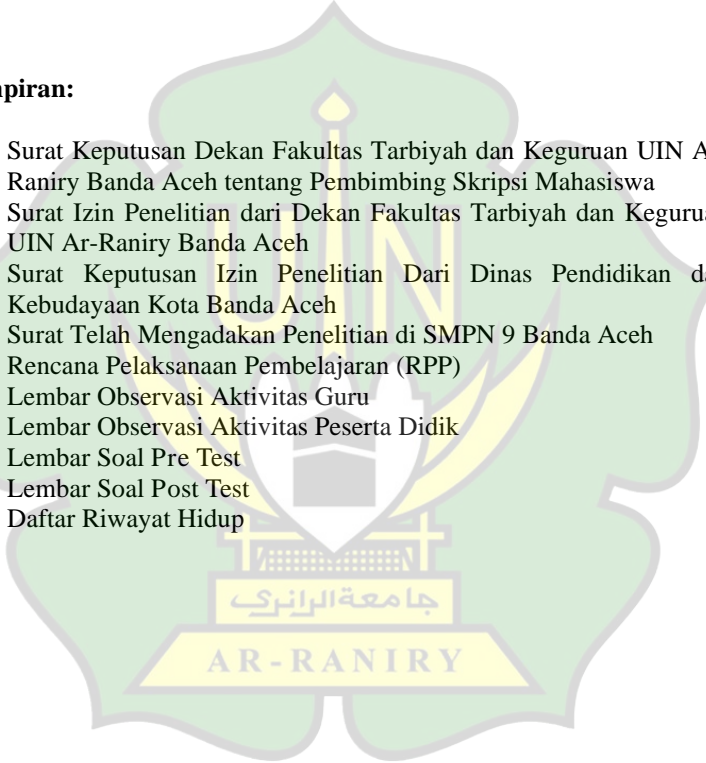 mpiran:
Surat Keputusan Dekan Fakultas Tarbiyah dan Keguruan UIN A
Raniry Banda Aceh tentang Pembimbing Skripsi Mahasiswa
Surat Izin Penelitian dari Dekan Fakultas Tarbiyah dan Kegurua
UIN Ar-Raniry Banda Aceh
Surat Keputusan Izin Penelitian Dari Dinas Pendidikan da
Kebudayaan Kota Banda Aceh
Surat Telah Mengadakan Penelitian di SMPN 9 Banda Aceh
Rencana Pelaksanaan Pembelajaran (RPP)
Lembar Observasi Aktivitas Guru
Lembar Observasi Aktivitas Peserta Didik
Lembar Soal Pre Test
Lembar Soal Post Test
Daftar Riwayat Hidup
UIN
جامعة الرانري
AR-RANIRY